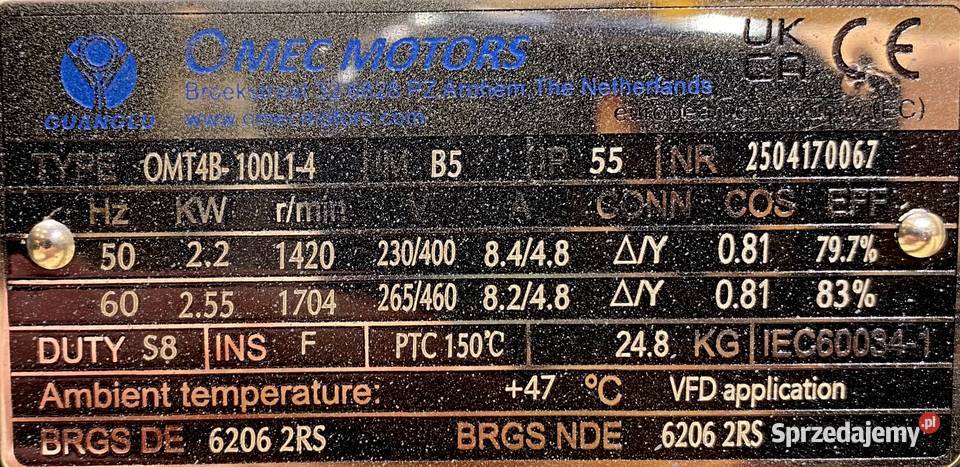 OMEC MOTORS
UK CA CE
Broekstraat 6828 PZ Arnhem The Netherlands
GUANGLU www.omecmotors.com
TYPE OMT4B-100L1-4 IM B5 IP 55 NR 2504170067
Hz KW r/min V A CONN COS EFF
50 2.2 1420 230/400 8.4/4.8 Δ/Y 0.81 79.7%
60 2.55 1704 265/460 8.2/4.8 Δ/Y 0.81 83%
DUTY S8 INS F PTC 150℃ 24.8 KG IEC60034-1
Ambient temperature: +47 ℃ VFD application
BRGS DE 6206 2RS BRGS NDE 6206 2RS
Sprzedajemy.pl